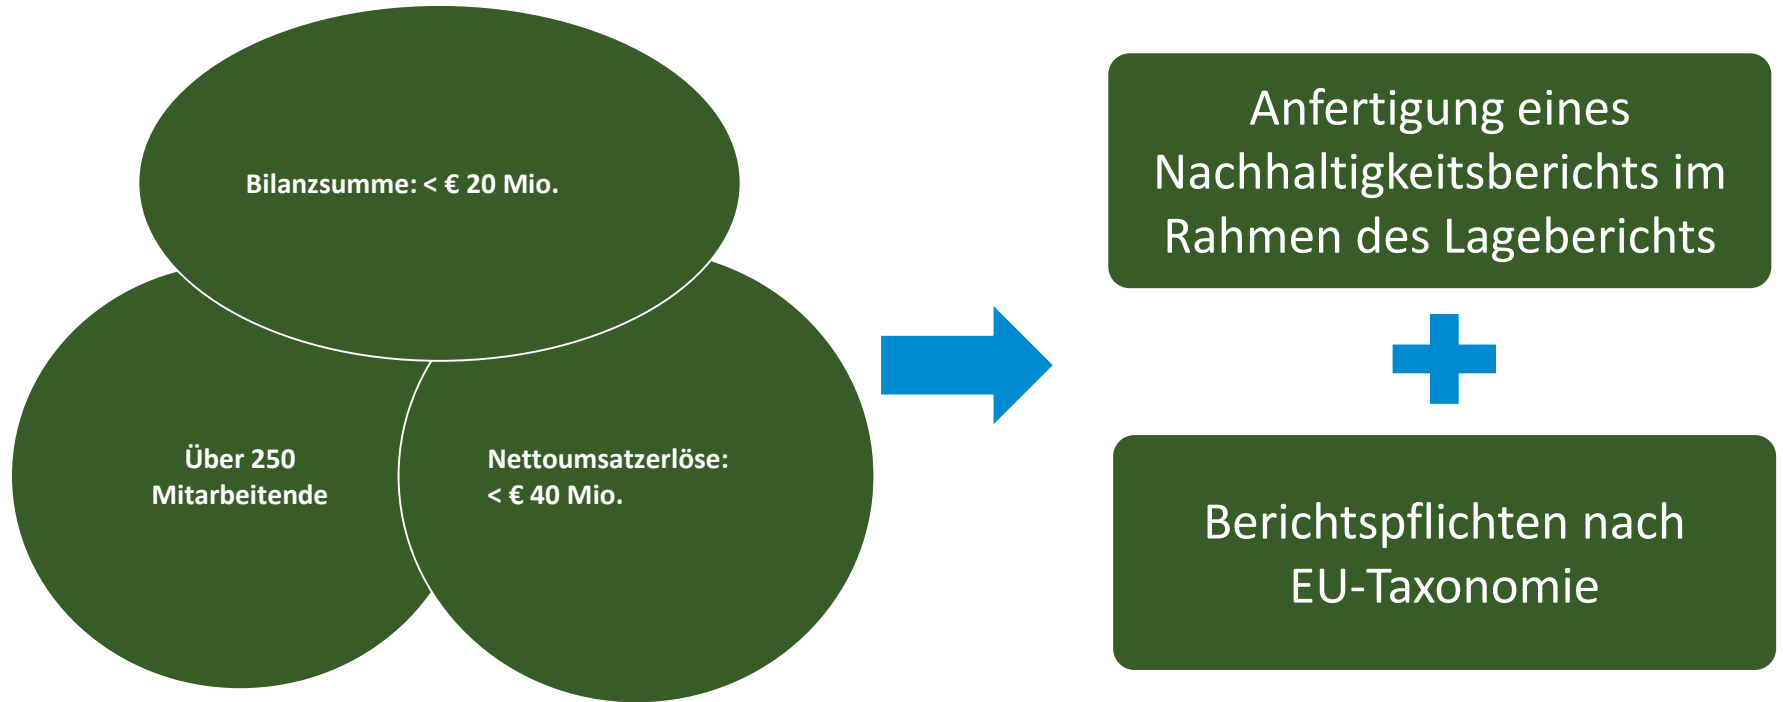 Bilanzsumme: < € 20 Mio.
Über 250
Mitarbeitende
Nettoumsatzerlöse:
< € 40 Mio.
Anfertigung eines
Nachhaltigkeitsberichts im
Rahmen des Lageberichts
Berichtspflichten nach
EU-Taxonomie